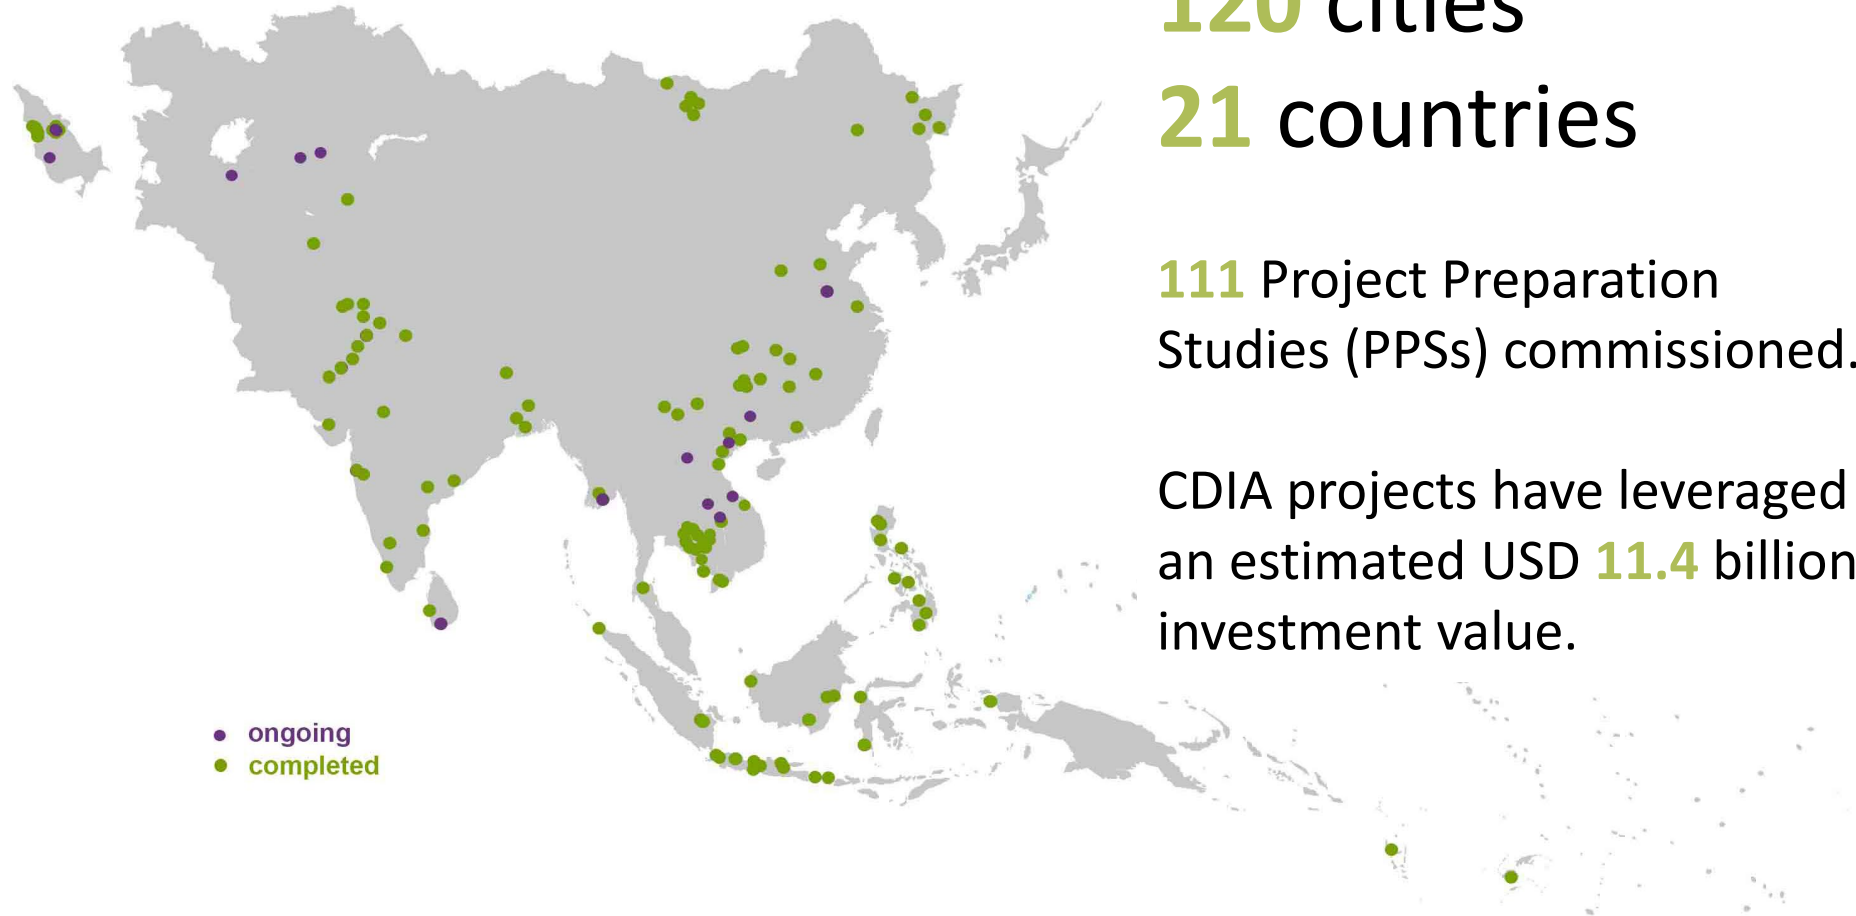 120 cities
21 countries
111 Project Preparation
Studies (PPSs) commissioned.
CDIA projects have leveraged
an estimated USD 11.4 billion
investment value.
ongoing
completed